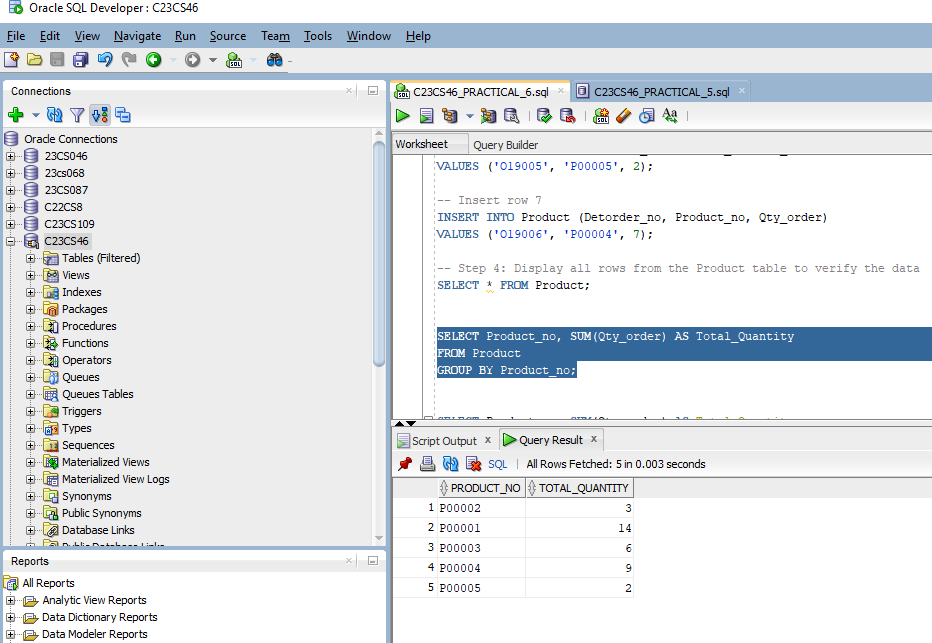 Oracle SQL Developer : C23CS46
File Edit View Navigate Run Source Team Tools Window Help
Connections
Oracle Connections
23CS046
23cs068
23CS087
C22CS8
C23CS109
C23CS46
Tables (Filtered)
Views
Indexes
Packages
Procedures
Functions
Operators
Queues
Queues Tables
Triggers
Types
Sequences
Materialized Views
Materialized View Logs
Synonyms
Public Synonyms
Database Links
Public Database Links
Reports
All Reports
Analytic View Reports
Data Dictionary Reports
Data Modeler Reports
C23CS46_PRACTICAL_6.sql C23CS46_PRACTICAL_5.sql
Worksheet Query Builder
VALUES ('O19005', 'P00005', 2);
-- Insert row 7
INSERT INTO Product (Detorder_no, Product_no, Qty_order)
VALUES ('O19006', 'P00004', 7);
-- Step 4: Display all rows from the Product table to verify the data
SELECT * FROM Product;
SELECT Product_no, SUM(Qty_order) AS Total_Quantity
FROM Product
GROUP BY Product_no;
Script Output x Query Result x
SQL | All Rows Fetched: 5 in 0.003 seconds
PRODUCT_NO TOTAL_QUANTITY
1 P00002 3
2 P00001 14
3 P00003 6
4 P00004 9
5 P00005 2